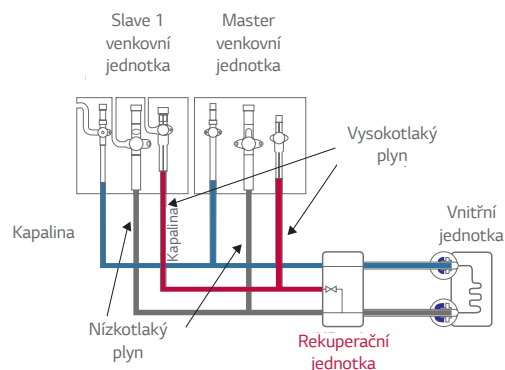 Slave 1
venkovní
jednotka
Master
venkovní
jednotka
Vysokotlaký
plyn
Kapalina
Kapalina
Vnitřní
jednotka
Nízkotlaký
plyn
Rekuperační
jednotka